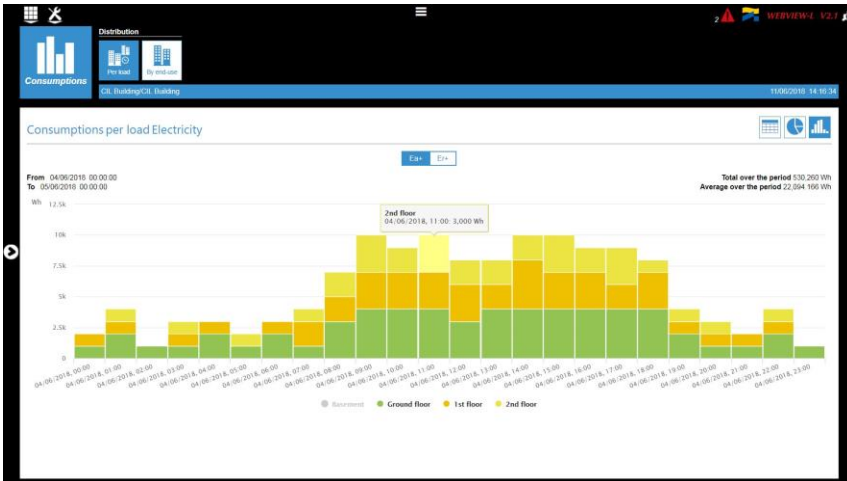 2
WEBVIEW-L V2.1
Distribution
Consumptions
Per load
By end-use
CIL Building/CIL Building
11/06/2018 14:16:34
Consumptions per load Electricity
Ea+ Er+
From 04/06/2018 00:00:00
To 05/06/2018 00:00:00
Total over the period 530,260 Wh
Average over the period 22,094.166 Wh
Wh
12.5k
10k
7.5k
5k
2.5k
0
2nd floor
04/06/2018, 11:00: 3,000 Wh
04/06/2018, 00:00
04/06/2018, 01:00
04/06/2018, 02:00
04/06/2018, 03:00
04/06/2018, 04:00
04/06/2018, 05:00
04/06/2018, 06:00
04/06/2018, 07:00
04/06/2018, 08:00
04/06/2018, 09:00
04/06/2018, 10:00
04/06/2018, 11:00
04/06/2018, 12:00
04/06/2018, 13:00
04/06/2018, 14:00
04/06/2018, 15:00
04/06/2018, 16:00
04/06/2018, 17:00
04/06/2018, 18:00
04/06/2018, 19:00
04/06/2018, 20:00
04/06/2018, 21:00
04/06/2018, 22:00
04/06/2018, 23:00
Basement Ground floor 1st floor 2nd floor